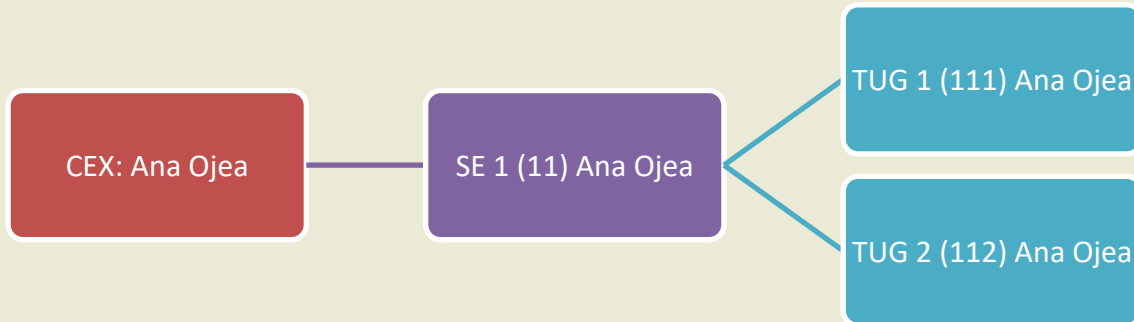 CEX: Ana Ojea
SE 1 (11) Ana Ojea
TUG 1 (111) Ana Ojea
TUG 2 (112) Ana Ojea